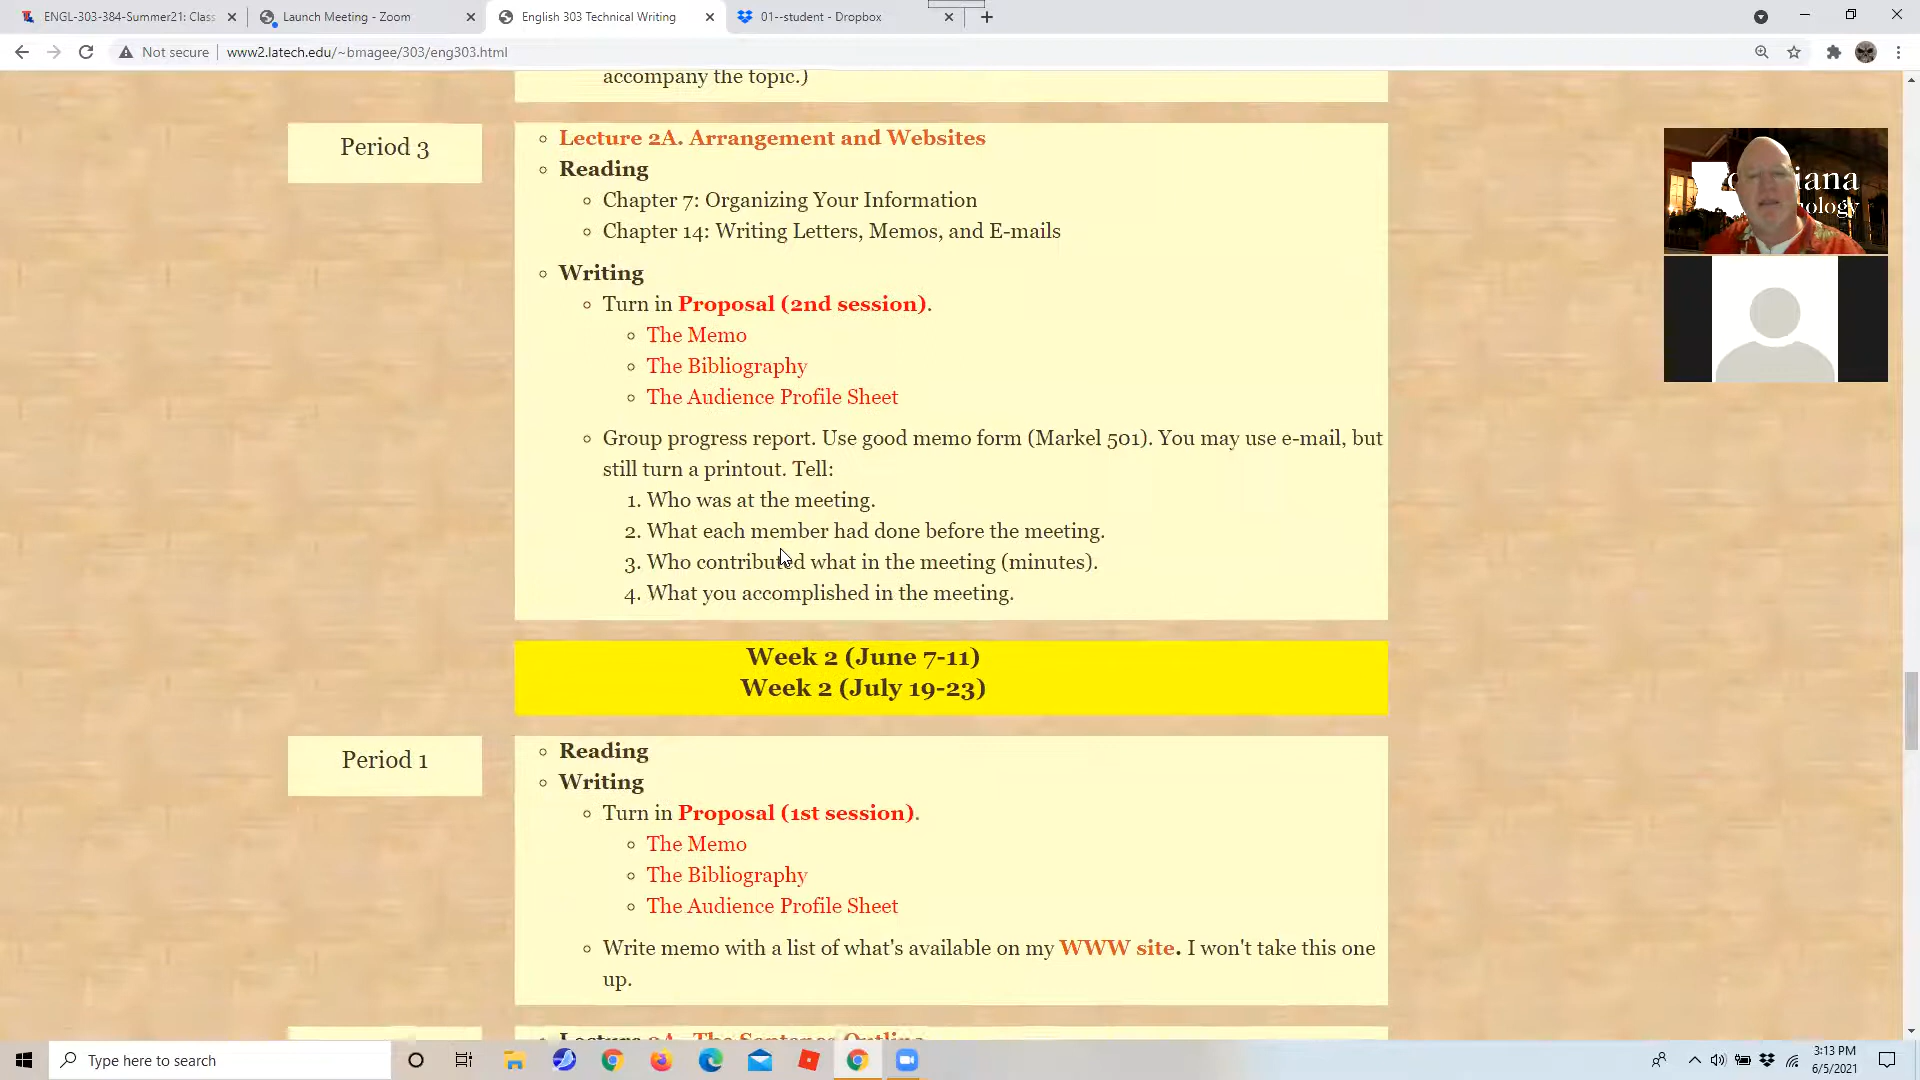 ENGL-303-384-Summer21: Class
Launch Meeting - Zoom
English 303 Technical Writing
01--student - Dropbox
Not secure
www2.latech.edu/~bmagee/303/eng303.html
accompany the topic.)
Period 3
Lecture 2A. Arrangement and Websites
Reading
Chapter 7: Organizing Your Information
Chapter 14: Writing Letters, Memos, and E-mails
Writing
Turn in Proposal (2nd session).
The Memo
The Bibliography
The Audience Profile Sheet
Group progress report. Use good memo form (Markel 501). You may use e-mail, but
still turn a printout. Tell:
1. Who was at the meeting.
2. What each member had done before the meeting.
3. Who contributed what in the meeting (minutes).
4. What you accomplished in the meeting.
Week 2 (June 7-11)
Week 2 (July 19-23)
Period 1
Reading
Writing
Turn in Proposal (1st session).
The Memo
The Bibliography
The Audience Profile Sheet
Write memo with a list of what's available on my WWW site. I won't take this one
up.
Type here to search
3:13 PM
6/5/2021